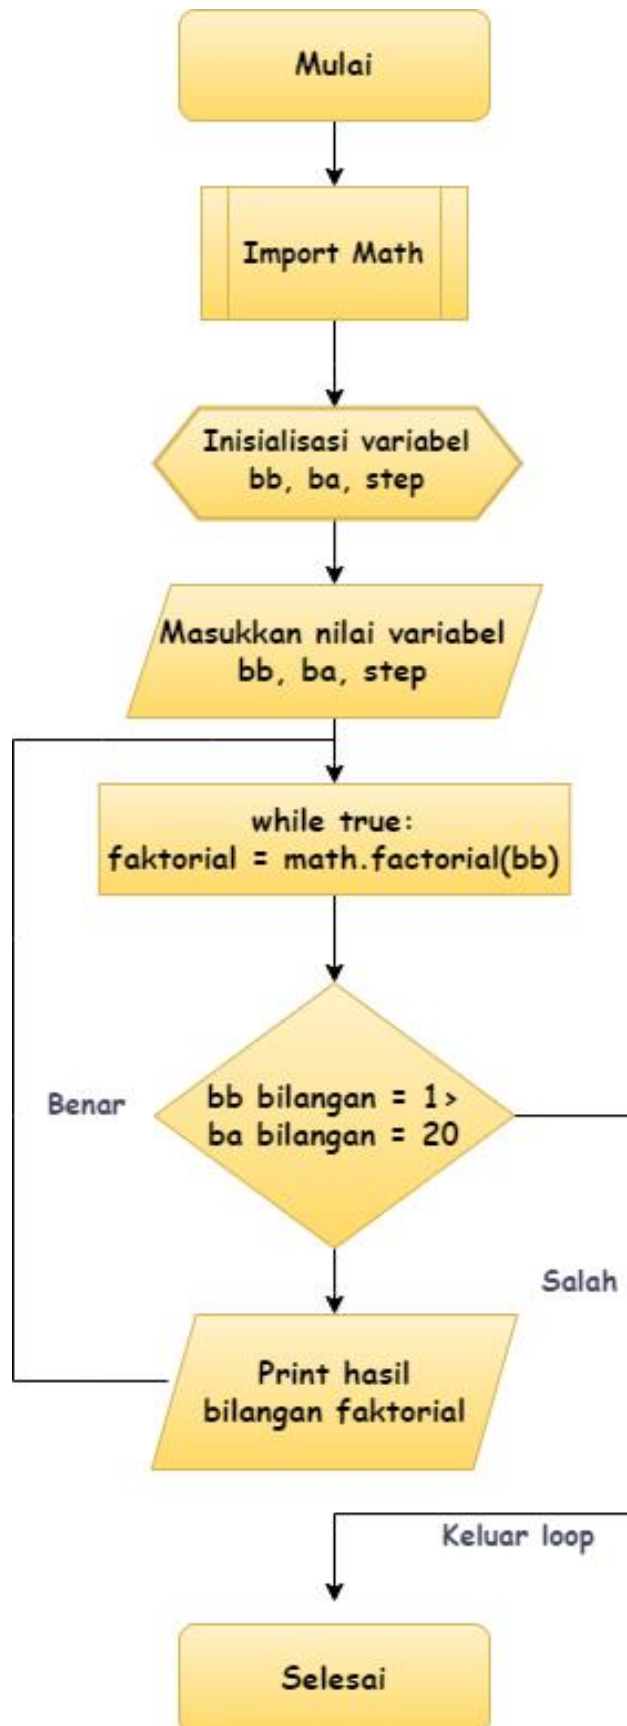 Mulai
Import Math
Inisialisasi variabel
bb, ba, step
Masukkan nilai variabel
bb, ba, step
while true:
faktorial = math.factorial(bb)
Benar
bb bilangan = 1>
ba bilangan = 20
Salah
Print hasil
bilangan faktorial
Keluar loop
Selesai